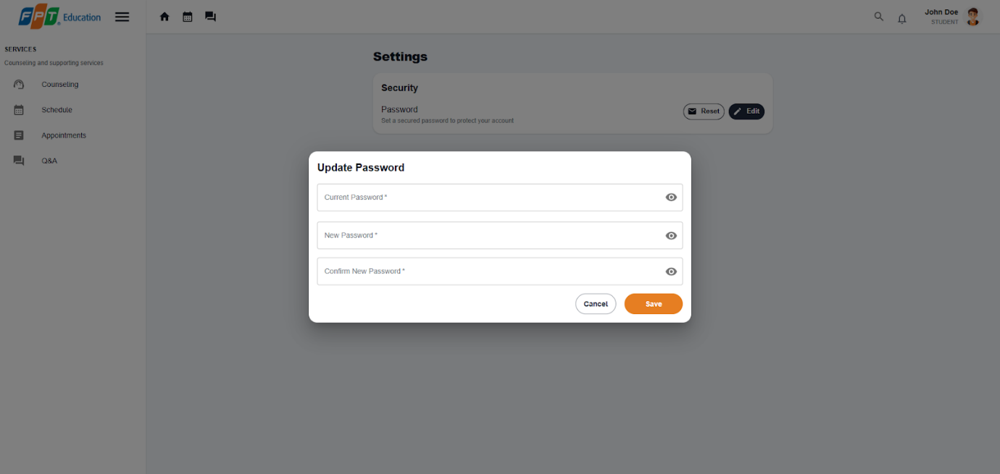 FPT Education
John Doe
STUDENT
SERVICES
Counseling and supporting services
Counseling
Schedule
Appointments
Q&A
Settings
Security
Password
Set a secured password to protect your account
Reset
Edit
Update Password
Current Password *
New Password *
Confirm New Password *
Cancel
Save